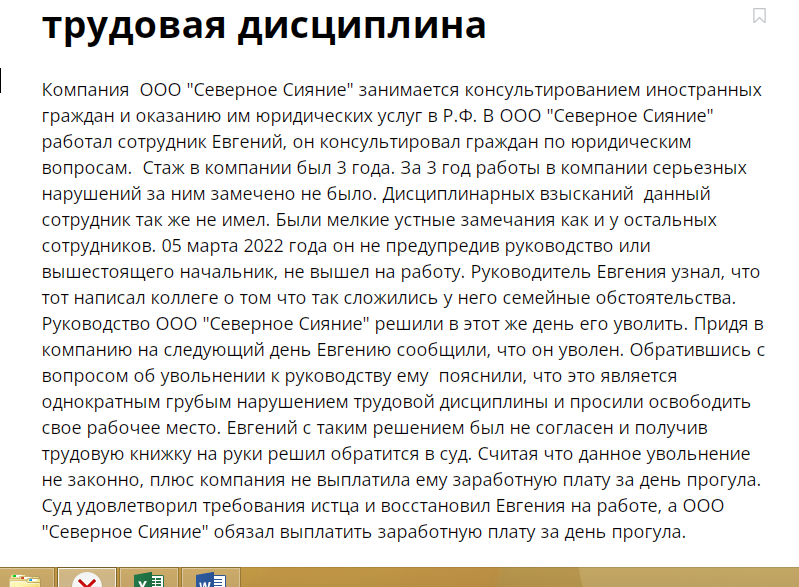 трудовая дисциплина
Компания ООО "Северное Сияние" занимается консультированием иностранных
граждан и оказанию им юридических услуг в Р.Ф. В ООО "Северное Сияние"
работал сотрудник Евгений, он консультировал граждан по юридическим
вопросам. Стаж в компании был 3 года. За 3 год работы в компании серьезных
нарушений за ним замечено не было. Дисциплинарных взысканий данный
сотрудник так же не имел. Были мелкие устные замечания как и у остальных
сотрудников. 05 марта 2022 года он не предупредив руководство или
вышестоящего начальник, не вышел на работу. Руководитель Евгения узнал, что
тот написал коллеге о том что так сложились у него семейные обстоятельства.
Руководство ООО "Северное Сияние" решили в этот же день его уволить. Придя в
компанию на следующий день Евгению сообщили, что он уволен. Обратившись с
вопросом об увольнении к руководству ему пояснили, что это является
однократным грубым нарушением трудовой дисциплины и просили освободить
свое рабочее место. Евгений с таким решением был не согласен и получив
трудовую книжку на руки решил обратится в суд. Считая что данное увольнение
не законно, плюс компания не выплатила ему заработную плату за день прогула.
Суд удовлетворил требования истца и восстановил Евгения на работе, а ООО
"Северное Сияние" обязал выплатить заработную плату за день прогула.